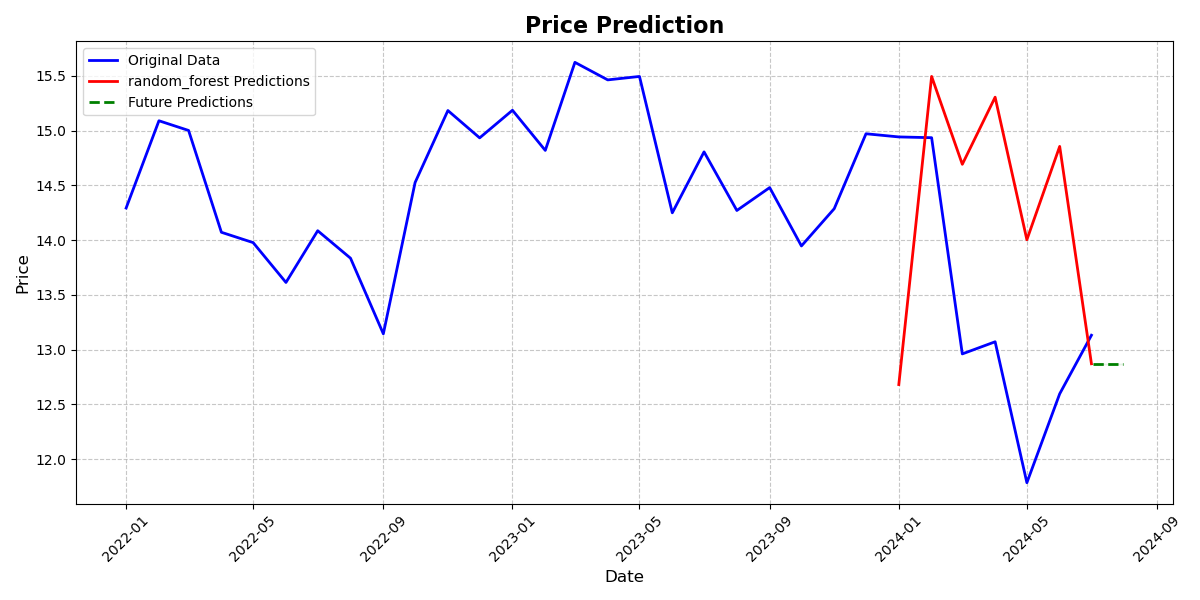 Price Prediction
Original Data
random_forest Predictions
Future Predictions
Price
15.5
15.0
14.5
14.0
13.5
13.0
12.5
12.0
2022-01
2022-05
2022-09
2023-01
2023-05
2023-09
2024-01
2024-05
2024-09
Date